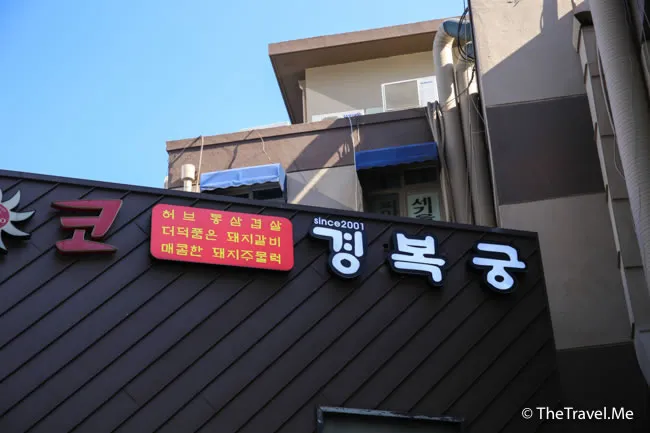 코
허브 통삼겹살
더덕품은 돼지갈비
매콤한 돼지주물럭
since2001
경복궁
© TheTravel.Me